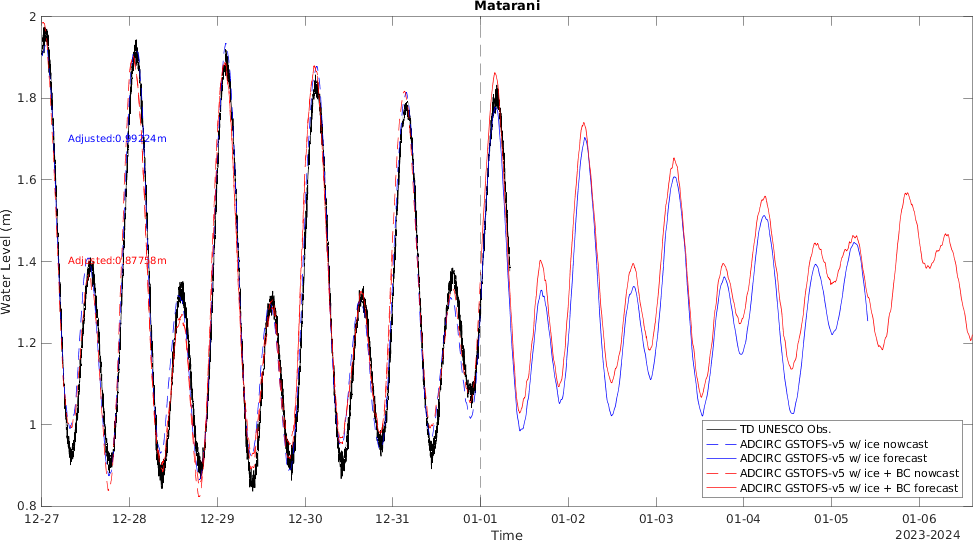 Matarani
2
1.8
1.6
1.4
1.2
1
0.8
Water Level (m)
Adjusted:0.99224m
Adjusted:0.87758m
TD UNESCO Obs.
ADCIRC GSTOFS-v5 w/ ice nowcast
ADCIRC GSTOFS-v5 w/ ice forecast
ADCIRC GSTOFS-v5 w/ ice + BC nowcast
ADCIRC GSTOFS-v5 w/ ice + BC forecast
12-27 12-28 12-29 12-30 12-31 01-01 01-02 01-03 01-04 01-05 01-06
Time
2023-2024